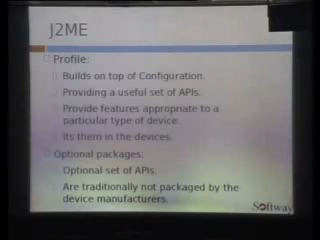 J2ME
Profile:
Builds on top of Configuration.
Providing a useful set of APIs.
Provide features appropriate to a
particular type of device.
Its them in the devices.
Optional packages:
Optional set of APIs.
Are traditionally not packaged by the
device manufacturers.
Softway